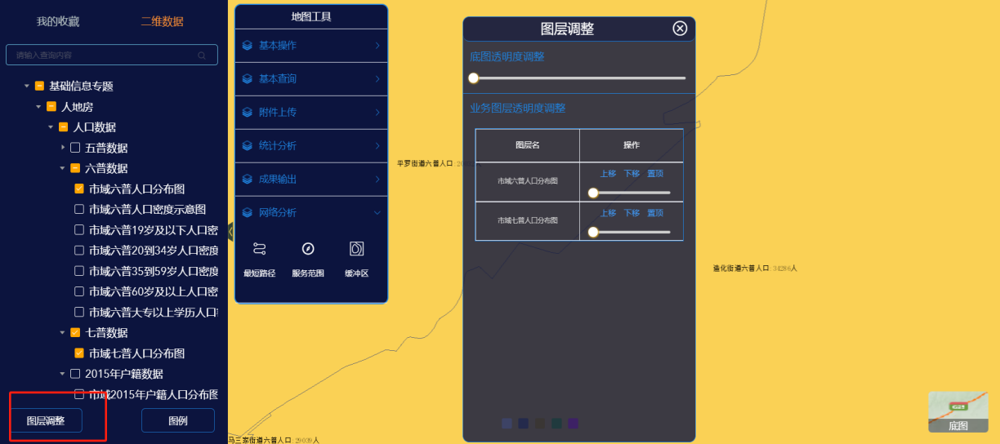 我的收藏
二维数据
请输入查询内容
基础信息专题
人地房
人口数据
五普数据
六普数据
市域六普人口分布图
市域六普人口密度示意图
市域六普19岁及以下人口密
市域六普20到34岁人口密度
市域六普35到59岁人口密度
市域六普60岁及以上人口密
市域六普大专以上学历人口
七普数据
市域七普人口分布图
2015年户籍数据
市域2015年户籍人口分布图
图层调整
图例
地图工具
基本操作
基本查询
附件上传
统计分析
成果输出
网络分析
最短路径
服务范围
缓冲区
图层调整
底图透明度调整
业务图层透明度调整
图层名
操作
市域六普人口分布图
上移 下移 置顶
市域七普人口分布图
上移 下移 置顶
平罗街道六普人口
造化街道六普人口 34286人
马三家街道六普人口 29039人
底图